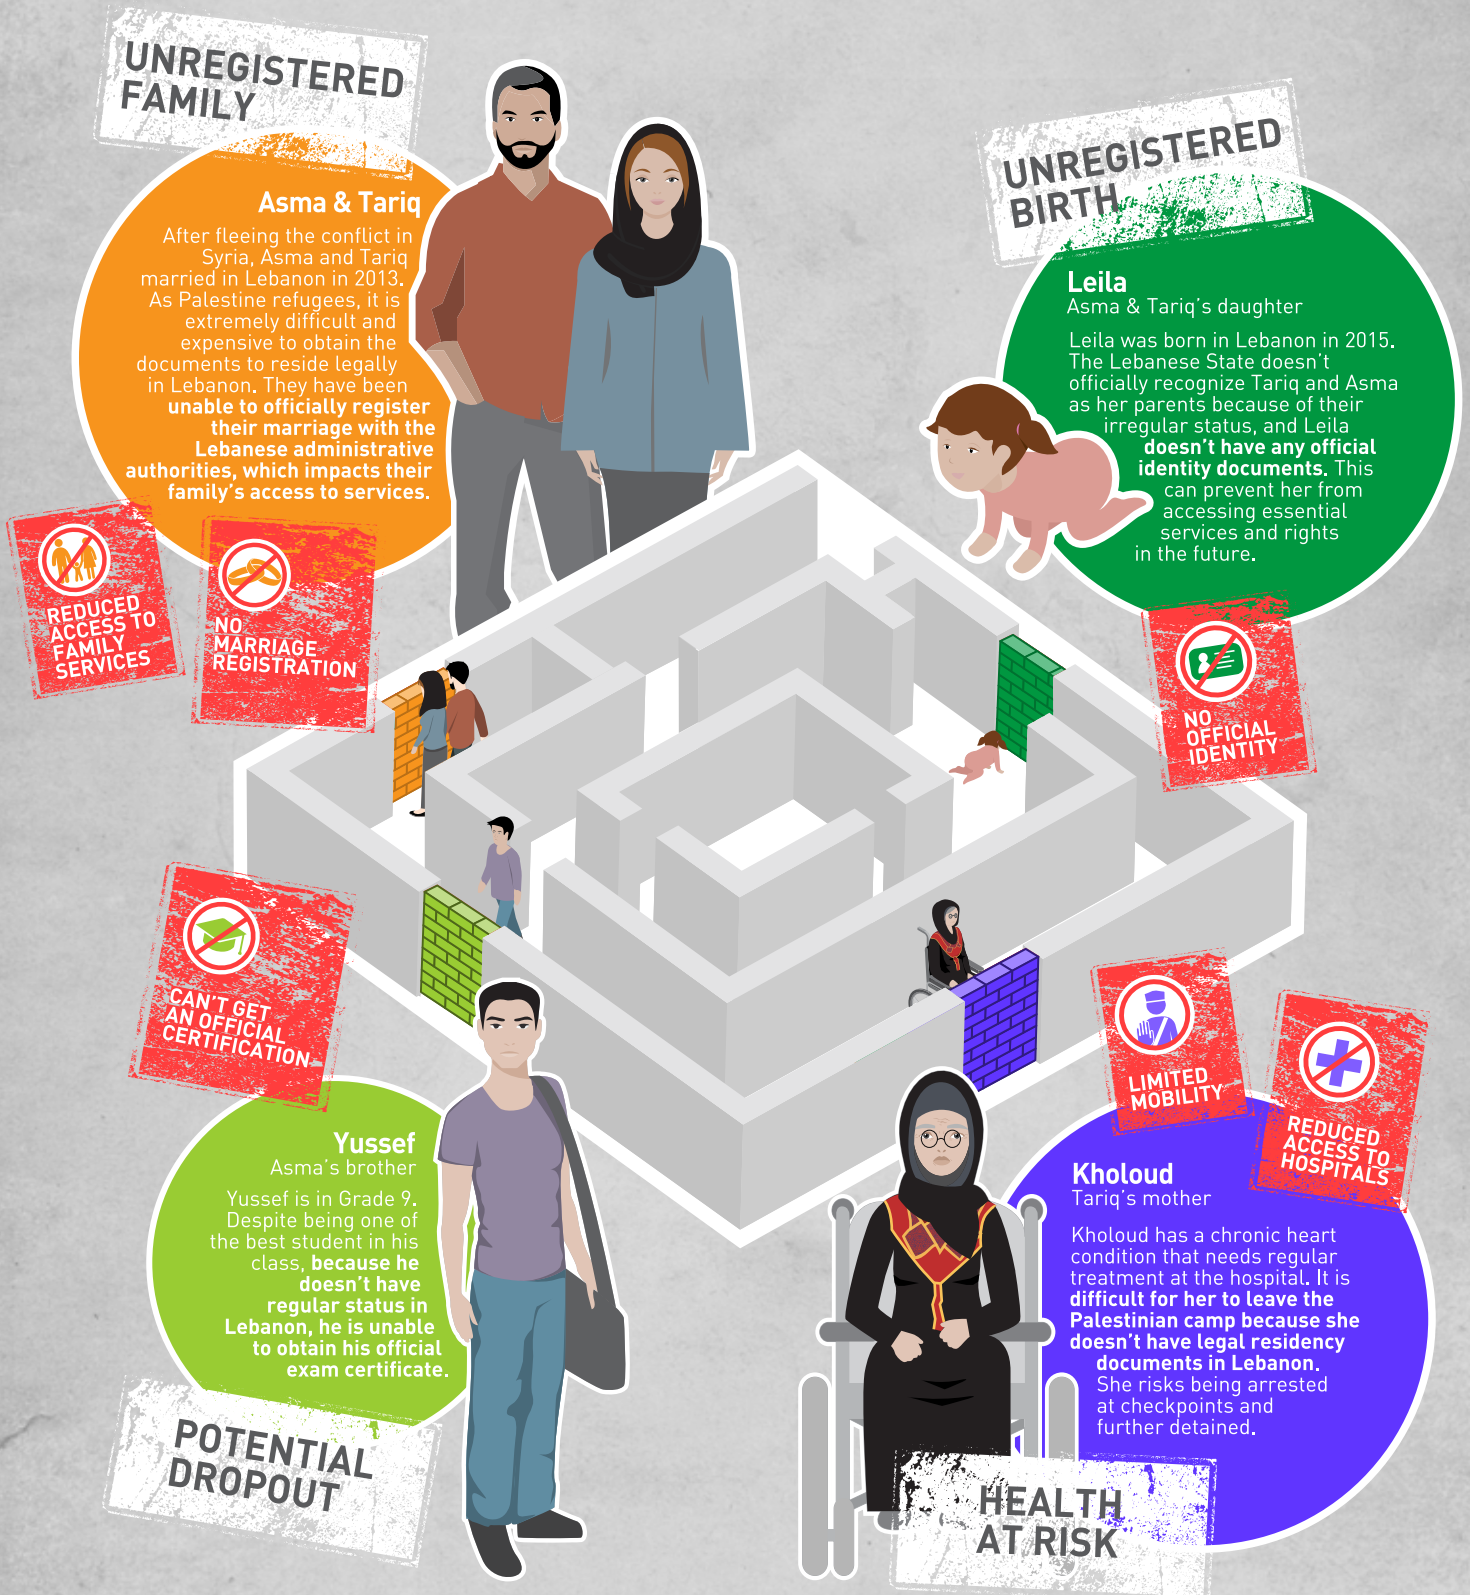 UNREGISTERED
FAMILY
Asma & Tariq
After fleeing the conflict in
Syria, Asma and Tariq
married in Lebanon in 2013.
As Palestine refugees, it is
extremely difficult and
expensive to obtain the
documents to reside legally
in Lebanon. They have been
unable to officially register
their marriage with the
Lebanese administrative
authorities, which impacts their
family's access to services.
REDUCED
ACCESS TO
FAMILY
SERVICES
NO
MARRIAGE
REGISTRATION
UNREGISTERED
BIRTH
Leila
Asma & Tariq's daughter
Leila was born in Lebanon in 2015.
The Lebanese State doesn't
officially recognize Tariq and Asma
as her parents because of their
irregular status, and Leila
doesn't have any official
identity documents. This
can prevent her from
accessing essential
services and rights
in the future.
NO
OFFICIAL
IDENTITY
CAN'T GET
AN OFFICIAL
CERTIFICATION
Yussef
Asma's brother
Yussef is in Grade 9.
Despite being one of
the best student in his
class, because he
doesn't have
regular status in
Lebanon, he is unable
to obtain his official
exam certificate.
POTENTIAL
DROPOUT
LIMITED
MOBILITY
REDUCED
ACCESS TO
HOSPITALS
Kholoud
Tariq's mother
Kholoud has a chronic heart
condition that needs regular
treatment at the hospital. It is
difficult for her to leave the
Palestinian camp because she
doesn't have legal residency
documents in Lebanon.
She risks being arrested
at checkpoints and
further detained.
HEALTH
AT RISK